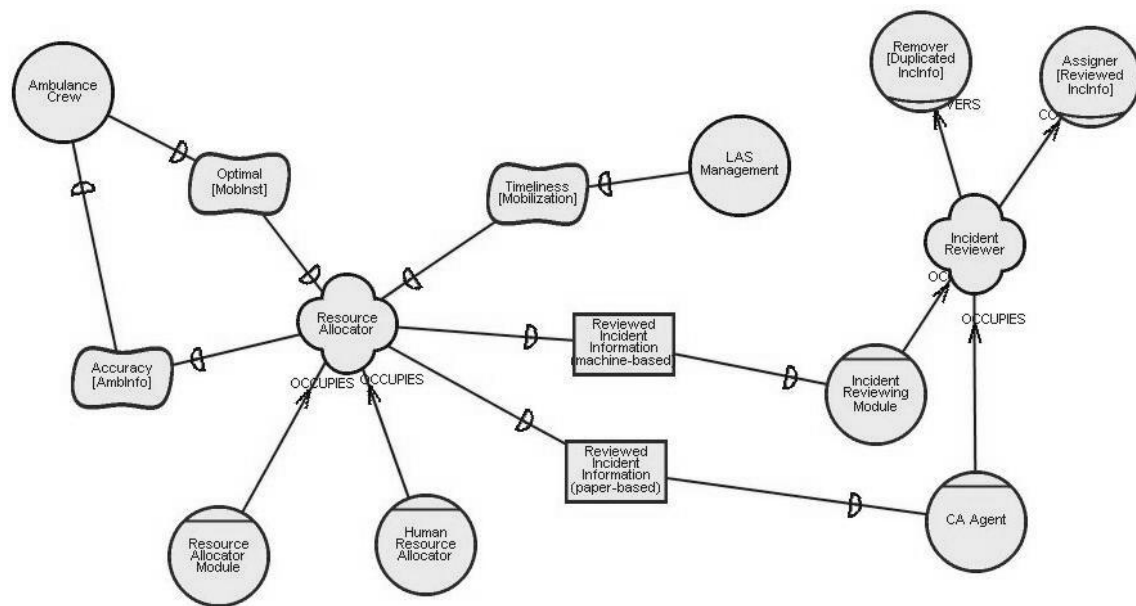 Remover
[Duplicated
IncInfo]
Assigner
[Reviewed
IncInfo]
VERS
CO
Ambulance
Crew
LAS
Management
Optimal
[MobInst]
Timeliness
[Mobilization]
Incident
Reviewer
OC
OCCUPIES
Resource
Allocator
Reviewed
Incident
Information
(machine-based
Accuracy
[AmbInfo]
OCCUPIES
OCCUPIES
Incident
Reviewing
Module
Reviewed
Incident
Information
(paper-based)
CA Agent
Resource
Allocator
Module
Human
Resource
Allocator